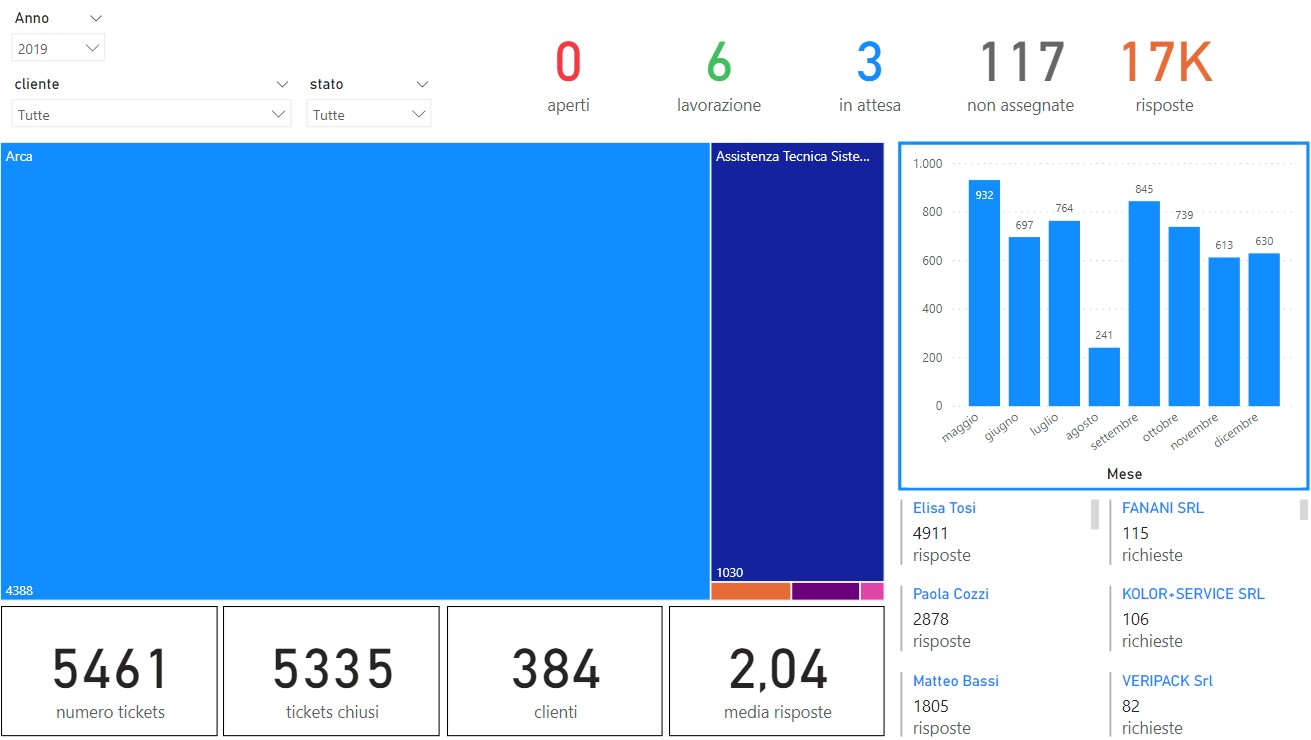 Anno
2019
cliente
Tutte
stato
Tutte
0
aperti
6
lavorazione
3
in attesa
117
non assegnate
17K
risposte
Arca
4388
Assistenza Tecnica Siste...
1030
1.000
800
600
400
200
0
932
697
764
241
845
739
613
630
maggio
giugno
luglio
agosto
settembre
ottobre
novembre
dicembre
Mese
5461
numero tickets
5335
tickets chiusi
384
clienti
2,04
media risposte
Elisa Tosi
4911
risposte
Paola Cozzi
2878
risposte
Matteo Bassi
1805
risposte
FANANI SRL
115
richieste
KOLOR+SERVICE SRL
106
richieste
VERIPACK Srl
82
richieste